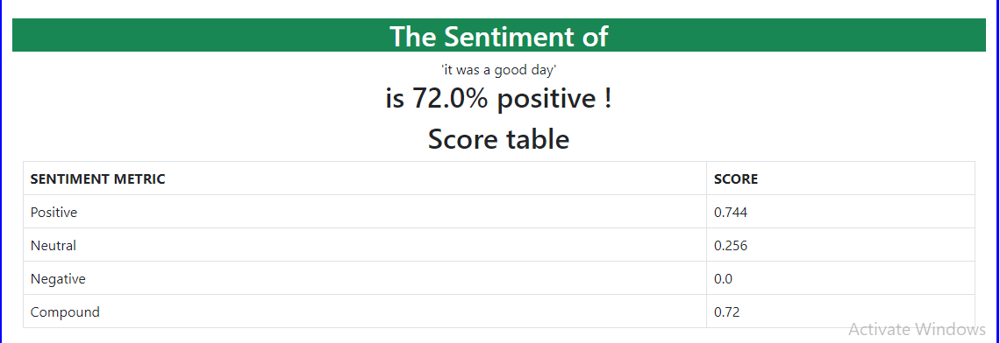 The Sentiment of
'it was a good day'
is 72.0% positive !
Score table
SENTIMENT METRIC SCORE
Positive 0.744
Neutral 0.256
Negative 0.0
Compound 0.72
Activate Windows